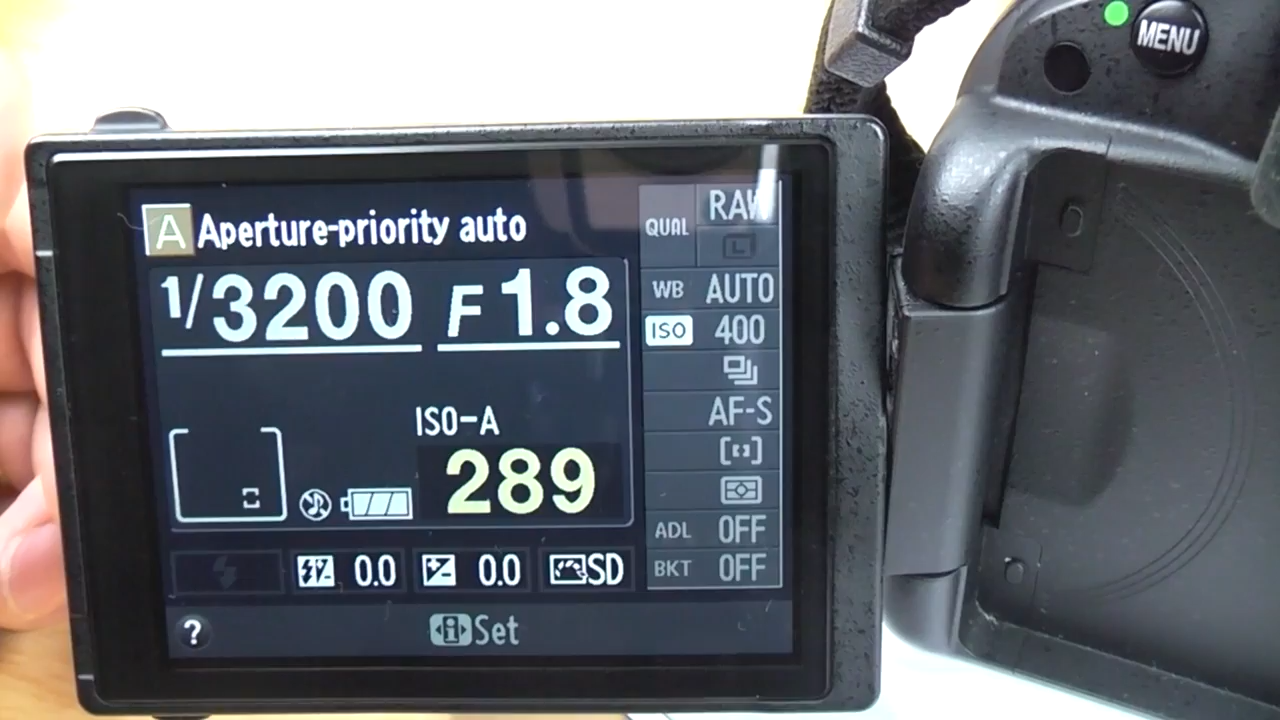 MENU
A Aperture-priority auto
1/3200 F1.8
ISO-A
289
0.0 0.0 SD
? i Set
QUAL RAW
L
WB AUTO
ISO 400
AF-S
ADL OFF
BKT OFF